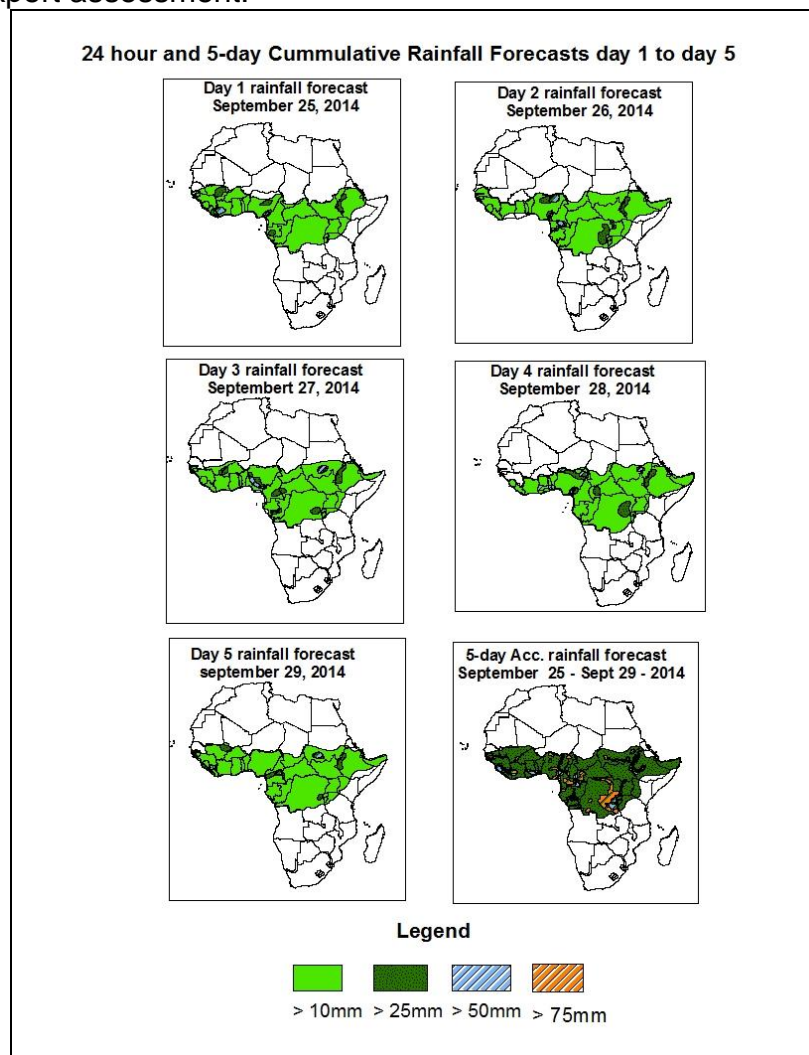 xpert assessment.
24 hour and 5-day Cummulative Rainfall Forecasts day 1 to day 5
Day 1 rainfall forecast
September 25, 2014
Day 2 rainfall forecast
September 26, 2014
Day 3 rainfall forecast
Septembert 27, 2014
Day 4 rainfall forecast
September 28, 2014
Day 5 rainfall forecast
september 29, 2014
5-day Acc. rainfall forecast
September 25 - Sept 29 - 2014
Legend
> 10mm > 25mm > 50mm > 75mm